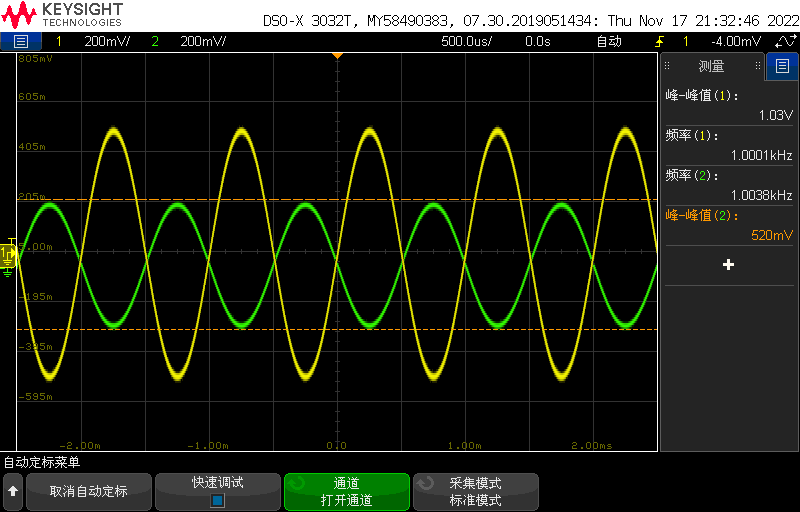 KEYSIGHT
TECHNOLOGIES
DSO-X 3032T, MY58490383, 07.30.2019051434: Thu Nov 17 21:32:46 2022
1 200mV/ 2 200mV/ 500.0us/ 0.0s 自动 1 -4.00mV
805mV
605m
405m
205m
5.00m
-195m
-395m
-595m
-2.00m -1.00m 0.0 1.00m 2.00ms
测量
峰-峰值(1):
1.03V
频率(1):
1.0001kHz
频率(2):
1.0038kHz
峰-峰值(2):
520mV
自动定标菜单
取消自动定标
快速调试
通道
打开通道
采集模式
标准模式